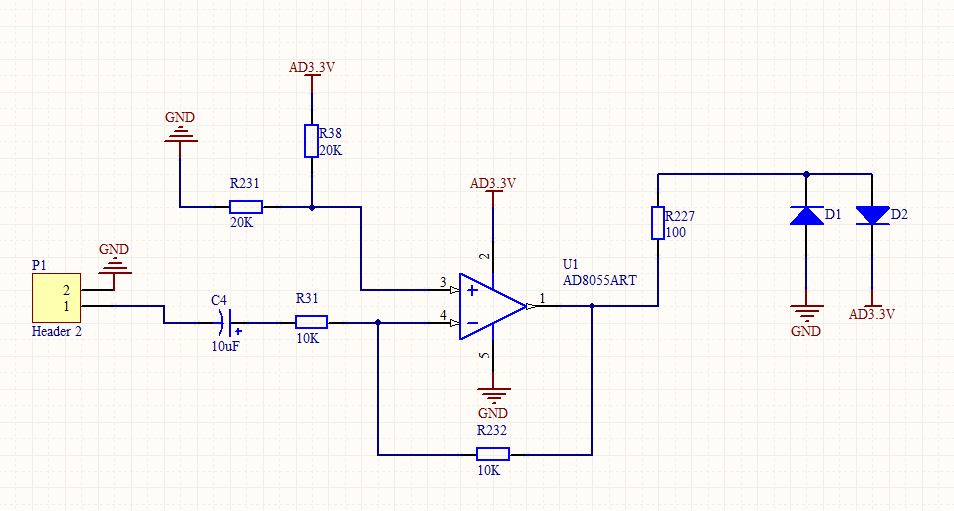 AD3.3V
GND
R38
20K
R231
20K
AD3.3V
R227
100
D1
D2
GND
P1
2
1
Header 2
C4
+
10uF
R31
10K
2
3
+
4
−
1
5
U1
AD8055ART
GND
AD3.3V
GND
R232
10K